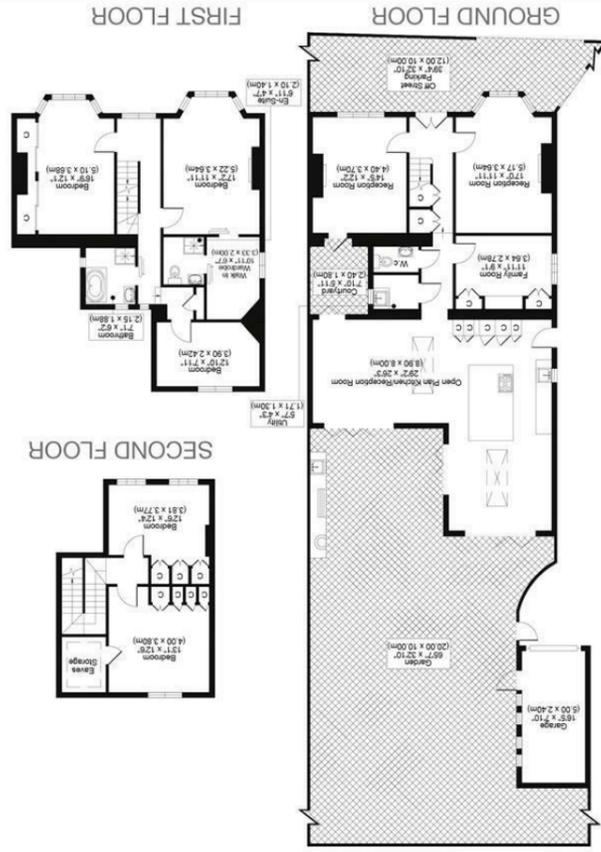 Garage
16'5" x 7'10"
(5.00 x 2.40m)
Garden
65'7" x 32'10"
(20.00 x 10.00m)
Open Plan Kitchen/Reception Room
29'2" x 26'3"
(8.90 x 8.00m)
C
C
C
C
C
Utility
5'7" x 4'3"
(1.71 x 1.30m)
Courtyard
7'10" x 5'11"
(2.40 x 1.80m)
W.c
Family Room
11'11" x 9'1"
(3.64 x 2.78m)
C
C
C
C
Reception Room
17'0" x 11'11"
(5.17 x 3.64m)
Reception Room
14'5" x 12'2"
(4.40 x 3.70m)
Off Street
Parking
39'4" x 32'10"
(12.00 x 10.00m)
GROUND FLOOR
Bedroom
13'1" x 12'6"
(4.00 x 3.80m)
Eaves
Storage
C
C
C
C
C
C
C
Bedroom
12'6" x 12'4"
(3.81 x 3.77m)
SECOND FLOOR
Bedroom
12'10" x 7'11"
(3.90 x 2.42m)
Bathroom
7'1" x 6'2"
(2.15 x 1.88m)
C
Walk In
Wardrobe
10'11" x 6'7"
(3.33 x 2.00m)
Bedroom
17'2" x 11'11"
(5.22 x 3.64m)
Bedroom
16'9" x 12'1"
(5.10 x 3.68m)
C
C
En-Suite
6'11" x 4'7"
(2.10 x 1.40m)
FIRST FLOOR